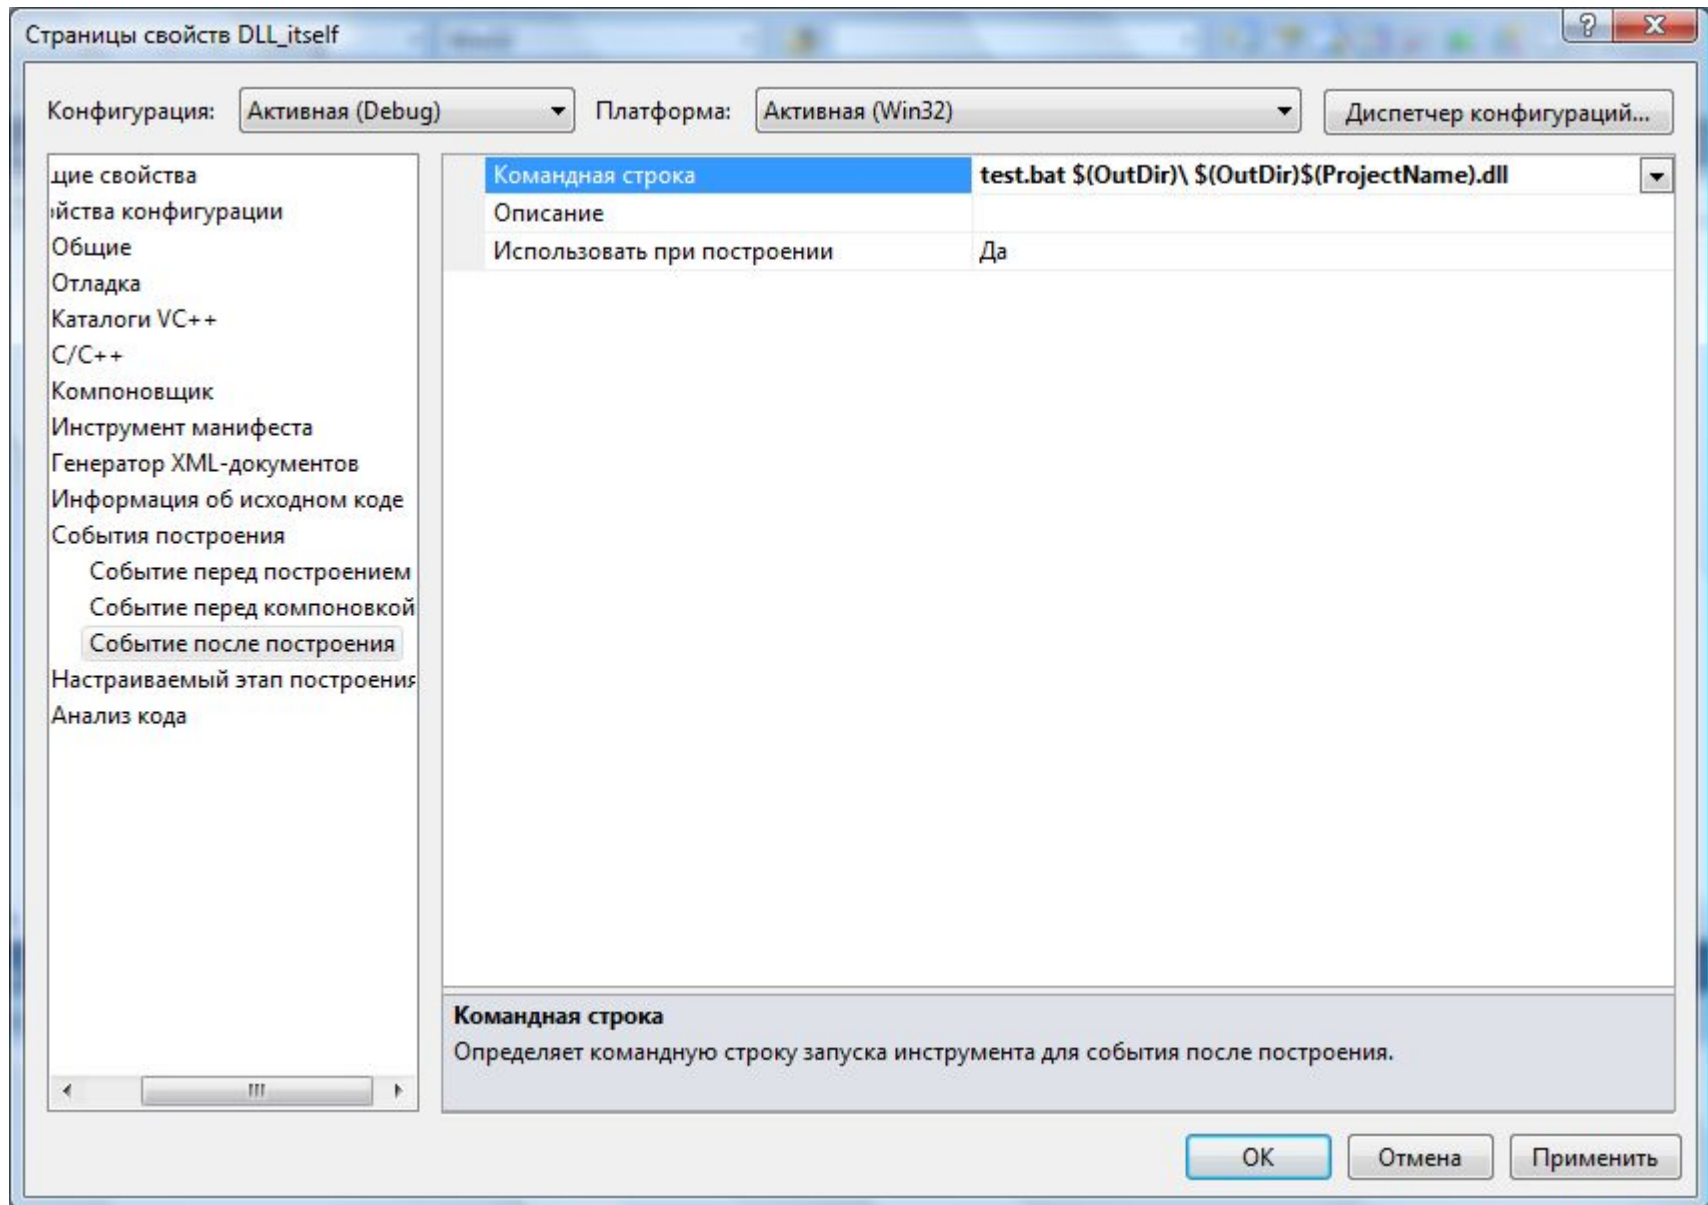 Страницы свойств DLL_itself
Конфигурация: Активная (Debug) Платформа: Активная (Win32) Диспетчер конфигураций...
щие свойства
йства конфигурации
Общие
Отладка
Каталоги VC++
C/C++
Компоновщик
Инструмент манифеста
Генератор XML-документов
Информация об исходном коде
События построения
Событие перед построением
Событие перед компоновкой
Событие после построения
Настраиваемый этап построения
Анализ кода
Командная строка test.bat $(OutDir)\ $(OutDir)$(ProjectName).dll
Описание
Использовать при построении Да
Командная строка
Определяет командную строку запуска инструмента для события после построения.
ОК Отмена Применить